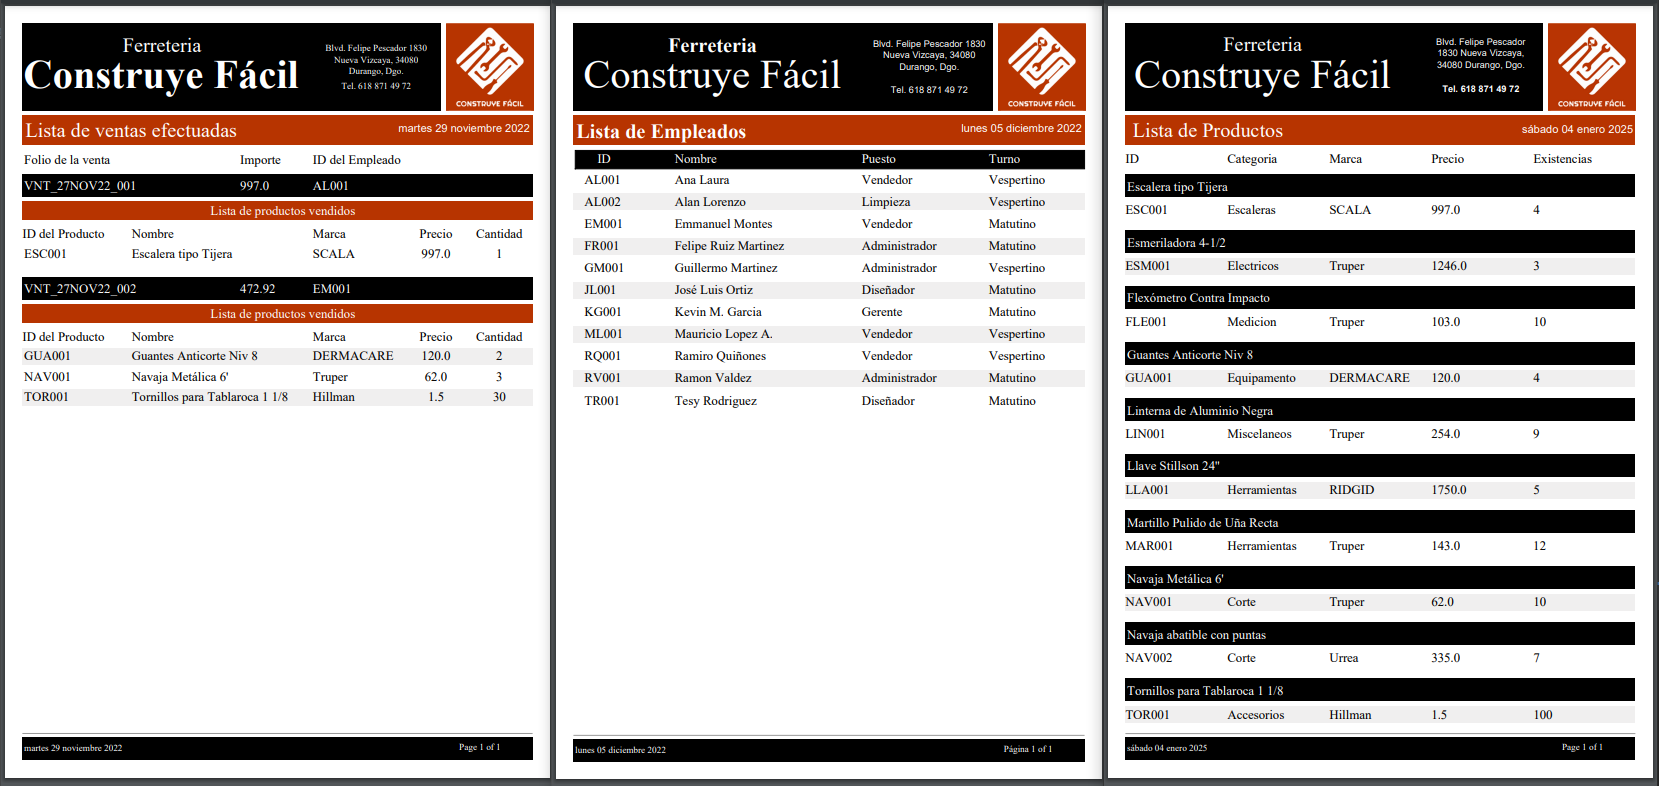 Ferreteria
Construye Fácil
Blvd. Felipe Pescador 1830
Nueva Vizcaya, 34080
Durango, Dgo.
Tel. 618 871 49 72
CONSTRUYE FÁCIL
Lista de ventas efectuadas martes 29 noviembre 2022
Folio de la venta Importe ID del Empleado
VNT_27NOV22_001 997.0 AL001
Lista de productos vendidos
ID del Producto Nombre Marca Precio Cantidad
ESC001 Escalera tipo Tijera SCALA 997.0 1
VNT_27NOV22_002 472.92 EM001
Lista de productos vendidos
ID del Producto Nombre Marca Precio Cantidad
GUA001 Guantes Anticorte Niv 8 DERMACARE 120.0 2
NAV001 Navaja Metálica 6' Truper 62.0 3
TOR001 Tornillos para Tablaroca 1 1/8 Hillman 1.5 30
martes 29 noviembre 2022 Page 1 of 1
Ferreteria
Construye Fácil
Blvd. Felipe Pescador 1830
Nueva Vizcaya, 34080
Durango, Dgo.
Tel. 618 871 49 72
CONSTRUYE FÁCIL
Lista de Empleados lunes 05 diciembre 2022
ID Nombre Puesto Turno
AL001 Ana Laura Vendedor Vespertino
AL002 Alan Lorenzo Limpieza Vespertino
EM001 Emmanuel Montes Vendedor Matutino
FR001 Felipe Ruiz Martinez Administrador Matutino
GM001 Guillermo Martinez Administrador Vespertino
JL001 José Luis Ortiz Diseñador Matutino
KG001 Kevin M. Garcia Gerente Matutino
ML001 Mauricio Lopez A. Vendedor Vespertino
RQ001 Ramiro Quiñones Vendedor Vespertino
RV001 Ramon Valdez Administrador Matutino
TR001 Tesy Rodriguez Diseñador Matutino
lunes 05 diciembre 2022 Página 1 of 1
Ferreteria
Construye Fácil
Blvd. Felipe Pescador
1830 Nueva Vizcaya,
34080 Durango, Dgo.
Tel. 618 871 49 72
CONSTRUYE FÁCIL
Lista de Productos sábado 04 enero 2025
ID Categoria Marca Precio Existencias
Escalera tipo Tijera
ESC001 Escaleras SCALA 997.0 4
Esmeriladora 4-1/2
ESM001 Electricos Truper 1246.0 3
Flexómetro Contra Impacto
FLE001 Medicion Truper 103.0 10
Guantes Anticorte Niv 8
GUA001 Equipamento DERMACARE 120.0 4
Linterna de Aluminio Negra
LIN001 Miscelaneos Truper 254.0 9
Llave Stillson 24"
LLA001 Herramientas RIDGID 1750.0 5
Martillo Pulido de Uña Recta
MAR001 Herramientas Truper 143.0 12
Navaja Metálica 6'
NAV001 Corte Truper 62.0 10
Navaja abatible con puntas
NAV002 Corte Urrea 335.0 7
Tornillos para Tablaroca 1 1/8
TOR001 Accesorios Hillman 1.5 100
sábado 04 enero 2025 Page 1 of 1